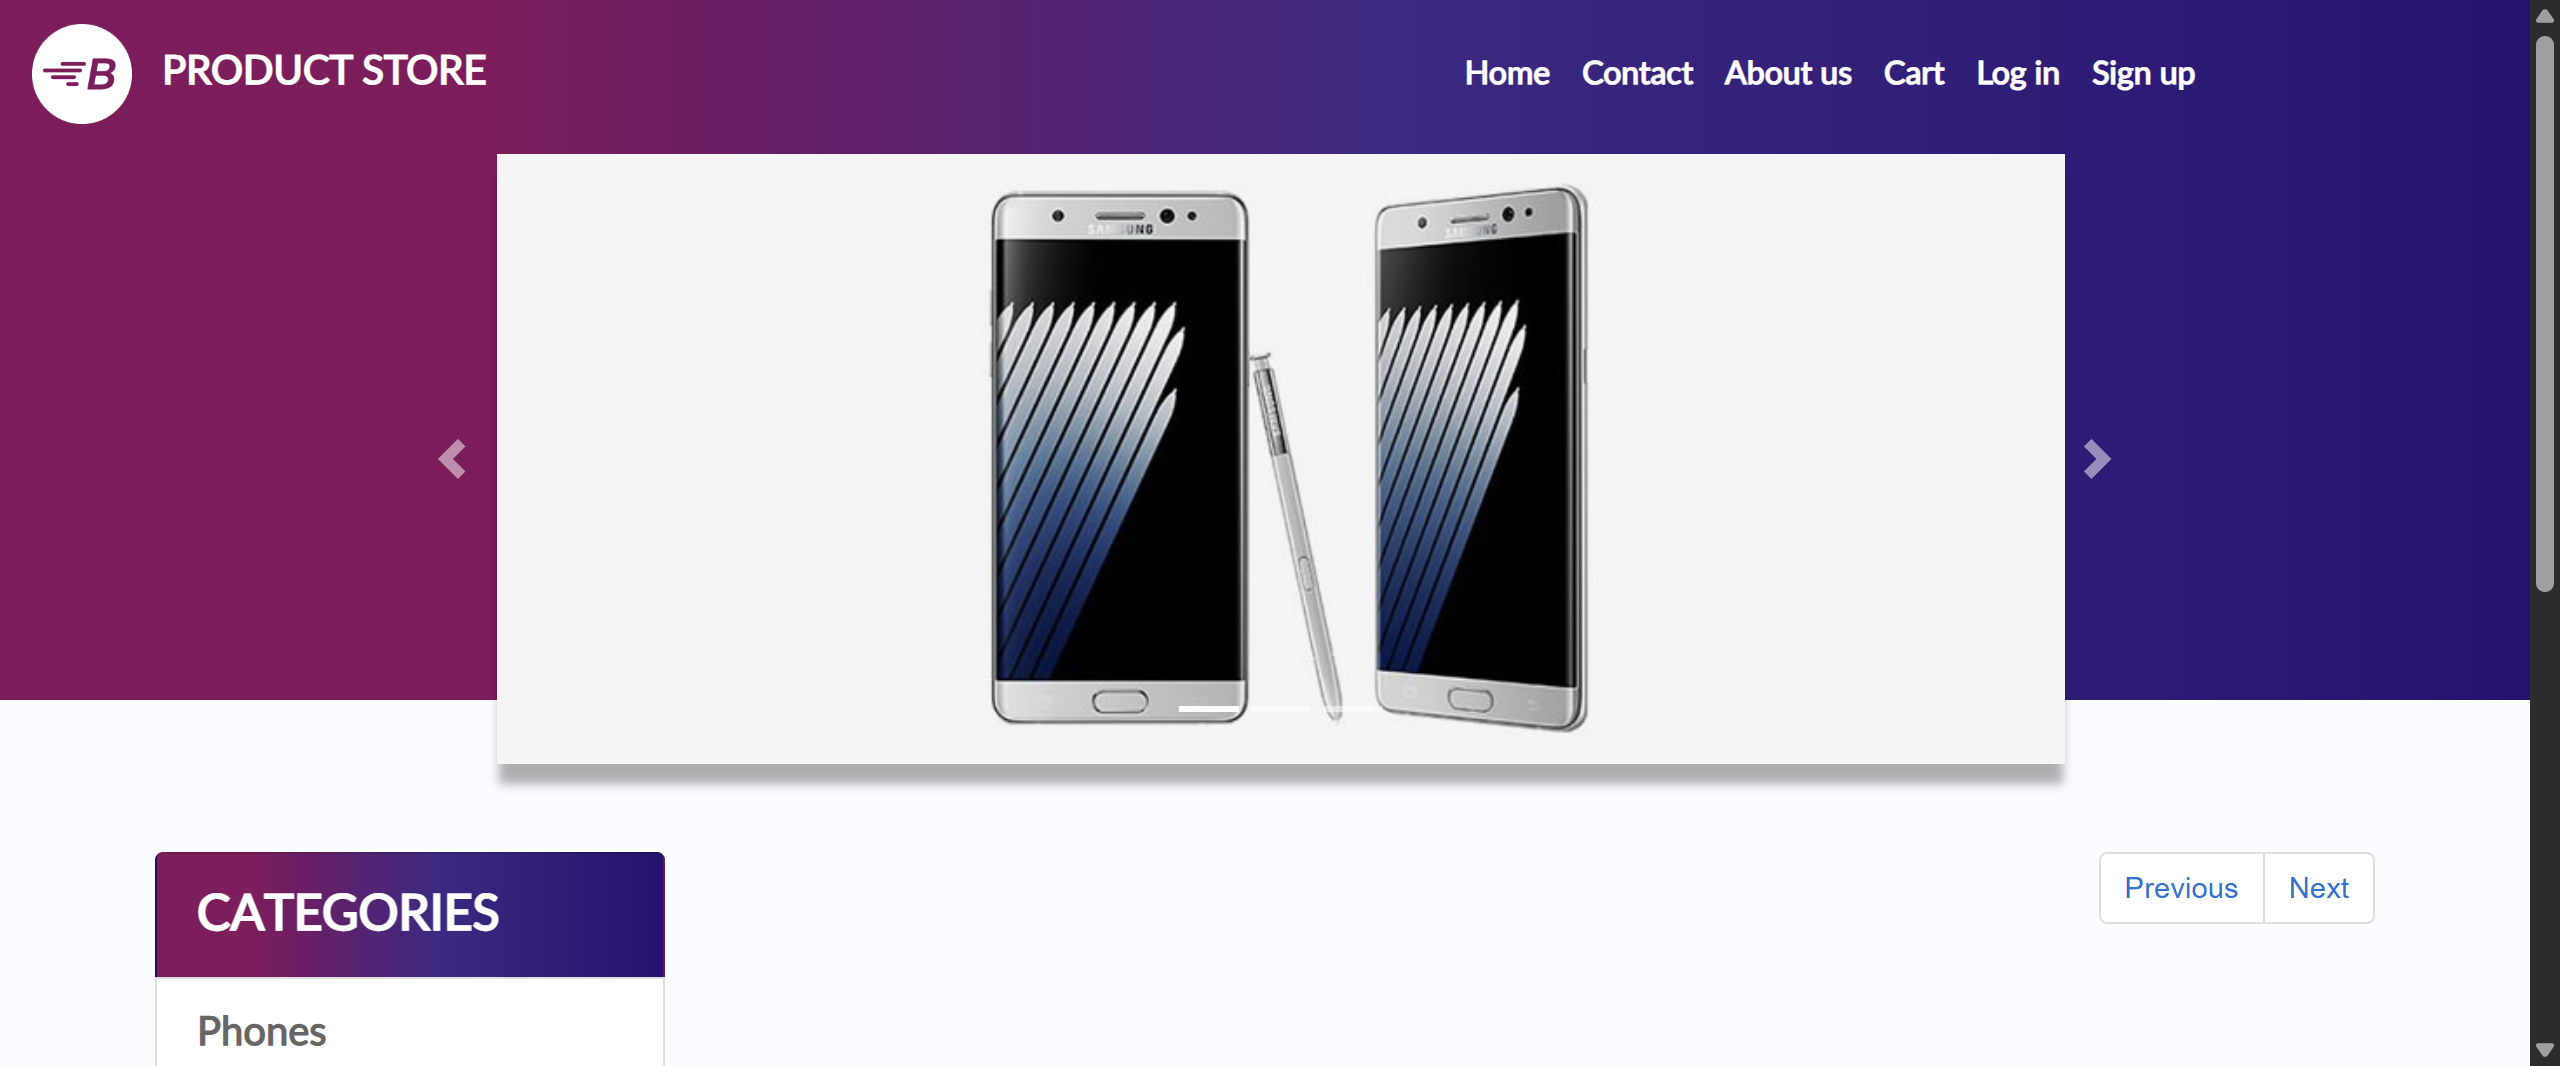 B PRODUCT STORE Home Contact About us Cart Log in Sign up
SAMSUNG SAMSUNG
CATEGORIES
Previous Next
Phones